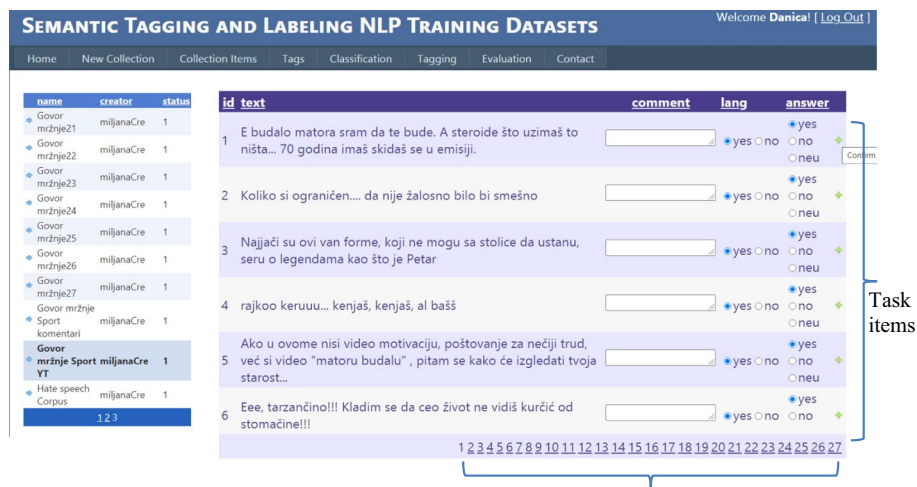 SEMANTIC TAGGING AND LABELING NLP TRAINING DATASETS
Welcome Danica! [ Log Out ]
Home New Collection Collection Items Tags Classification Tagging Evaluation Contact
name creator status
Govor mržnje21 miljanaCre 1
Govor mržnje22 miljanaCre 1
Govor mržnje23 miljanaCre 1
Govor mržnje24 miljanaCre 1
Govor mržnje25 miljanaCre 1
Govor mržnje26 miljanaCre 1
Govor mržnje27 miljanaCre 1
Govor mržnje Sport komentari miljanaCre 1
Govor mržnje Sport YT miljanaCre 1
Hate speech Corpus miljanaCre 1
1 2 3
id text comment lang answer
1 E budalo matora sram da te bude. A steroide što uzimaš to
ništa... 70 godina imaš skidaš se u emisiji.
yes no
yes
no
neu
Confirm
2 Koliko si ograničen.... da nije žalosno bilo bi smešno
yes no
yes
no
neu
3 Najjači su ovi van forme, koji ne mogu sa stolice da ustanu,
seru o legendama kao što je Petar
yes no
yes
no
neu
4 rajkoo keruuu... kenjaš, kenjaš, al bašš
yes no
yes
no
neu
5 Ako u ovome nisi video motivaciju, poštovanje za nečiji trud,
već si video "matoru budalu" , pitam se kako će izgledati tvoja
starost...
yes no
yes
no
neu
6 Eee, tarzančino!!! Kladim se da ceo život ne vidiš kurčić od
stomačine!!!
yes no
yes
no
1 2 3 4 5 6 7 8 9 10 11 12 13 14 15 16 17 18 19 20 21 22 23 24 25 26 27
Task
items